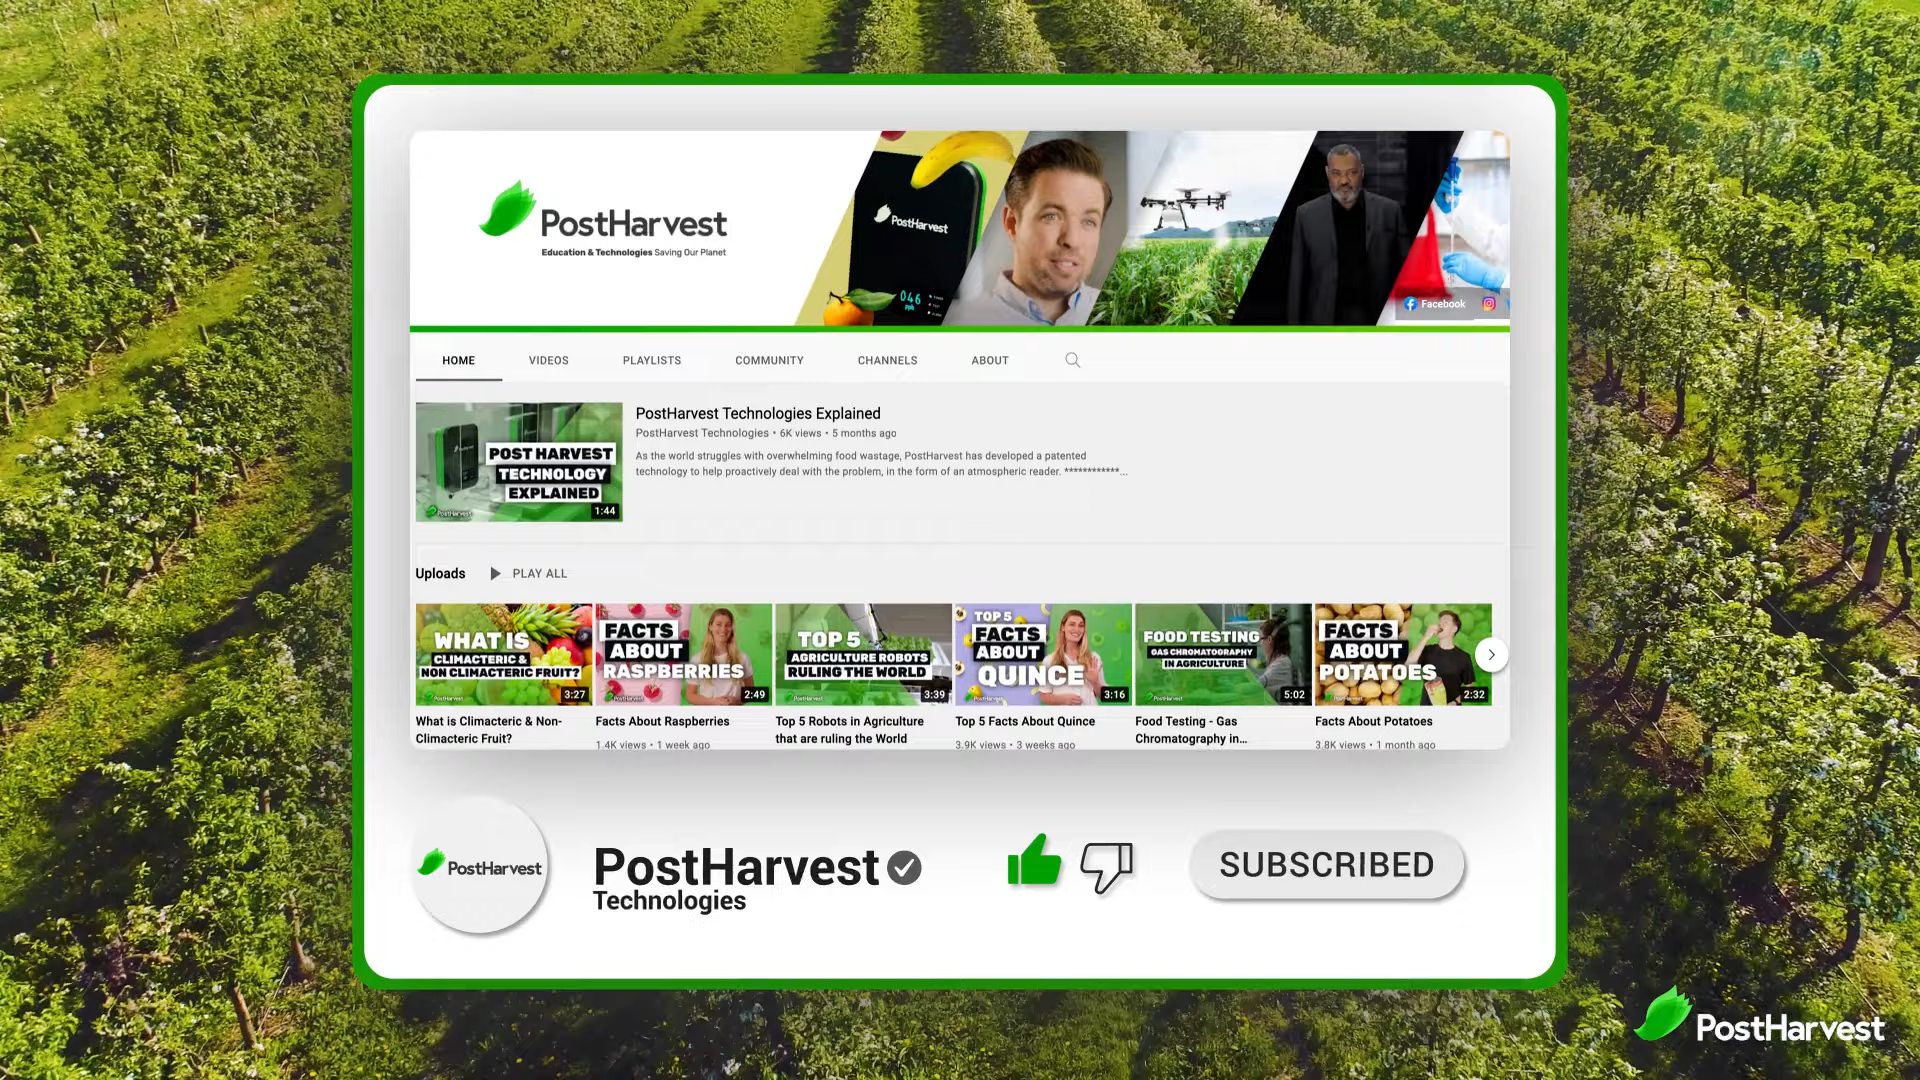 PostHarvest
Education & Technologies Saving Our Planet
PostHarvest
046
Facebook
HOME
VIDEOS
PLAYLISTS
COMMUNITY
CHANNELS
ABOUT
POST HARVEST
TECHNOLOGY
EXPLAINED
PostHarvest
1:44
PostHarvest Technologies Explained
PostHarvest Technologies • 6K views • 5 months ago
As the world struggles with overwhelming food wastage, PostHarvest has developed a patented
technology to help proactively deal with the problem, in the form of an atmospheric reader. ************...
Uploads
PLAY ALL
WHAT IS
CLIMACTERIC &
NON CLIMACTERIC FRUIT?
PostHarvest
3:27
FACTS
ABOUT
RASPBERRIES
PostHarvest
2:49
TOP 5
AGRICULTURE ROBOTS
RULING THE WORLD
PostHarvest
3:39
TOP 5
FACTS
ABOUT
QUINCE
PostHarvest
3:16
FOOD TESTING
GAS CHROMATOGRAPHY
IN AGRICULTURE
PostHarvest
5:02
FACTS
ABOUT
POTATOES
PostHarvest
2:32
What is Climacteric & Non-
Climacteric Fruit?
Facts About Raspberries
1.4K views • 1 week ago
Top 5 Robots in Agriculture
that are ruling the World
Top 5 Facts About Quince
3.9K views • 3 weeks ago
Food Testing - Gas
Chromatography in...
Facts About Potatoes
3.8K views • 1 month ago
PostHarvest
PostHarvest
Technologies
SUBSCRIBED
PostHarvest